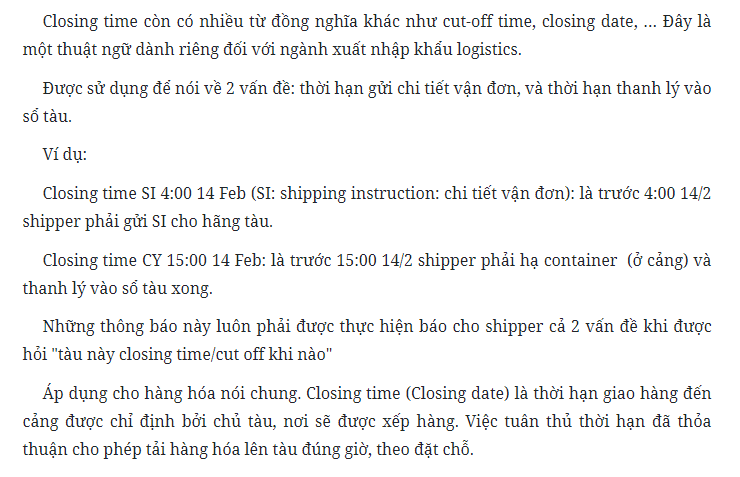 Closing time còn có nhiều từ đồng nghĩa khác như cut-off time, closing date, ... Đây là
một thuật ngữ dành riêng đối với ngành xuất nhập khẩu logistics.
Được sử dụng để nói về 2 vấn đề: thời hạn gửi chi tiết vận đơn, và thời hạn thanh lý vào
sổ tàu.
Ví dụ:
Closing time SI 4:00 14 Feb (SI: shipping instruction: chi tiết vận đơn): là trước 4:00 14/2
shipper phải gửi SI cho hãng tàu.
Closing time CY 15:00 14 Feb: là trước 15:00 14/2 shipper phải hạ container (ở cảng) và
thanh lý vào sổ tàu xong.
Những thông báo này luôn phải được thực hiện báo cho shipper cả 2 vấn đề khi được
hỏi "tàu này closing time/cut off khi nào"
Áp dụng cho hàng hóa nói chung. Closing time (Closing date) là thời hạn giao hàng đến
cảng được chỉ định bởi chủ tàu, nơi sẽ được xếp hàng. Việc tuân thủ thời hạn đã thỏa
thuận cho phép tải hàng hóa lên tàu đúng giờ, theo đặt chỗ.